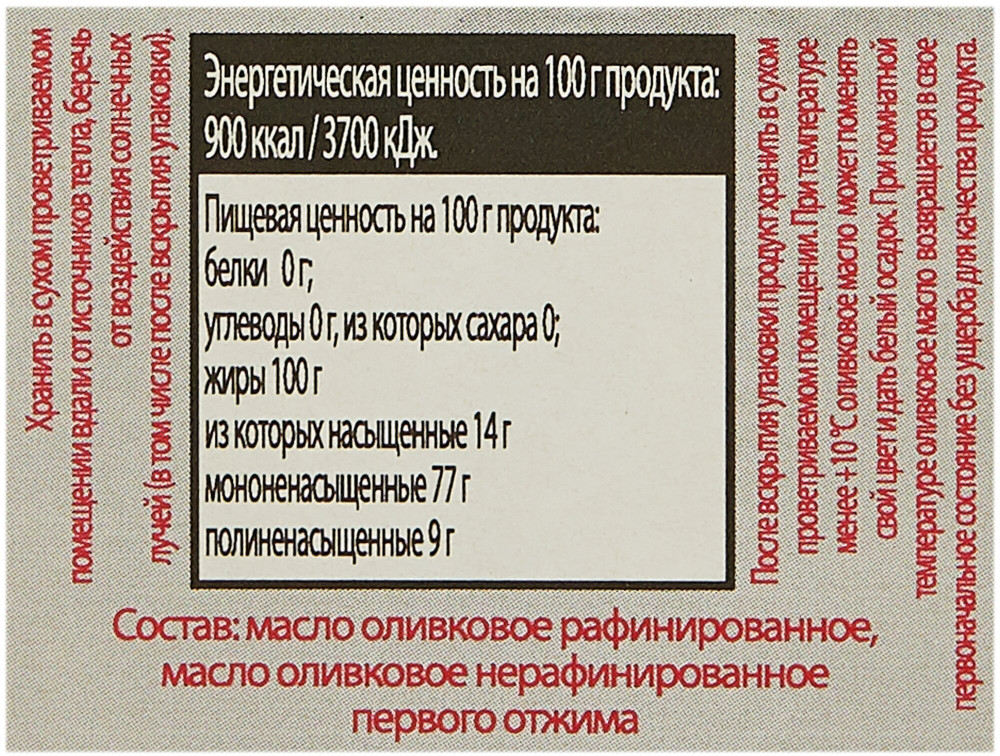 Хранить в сухом проветриваемом
помещении вдали от источников тепла, беречь
от воздействия солнечных
лучей (в том числе после вскрытия упаковки).
Энергетическая ценность на 100 г продукта:
900 ккал / 3700 кДж.
Пищевая ценность на 100 г продукта:
белки 0 г;
углеводы 0 г, из которых сахара 0;
жиры 100 г
из которых насыщенные 14 г
мононенасыщенные 77 г
полиненасыщенные 9 г
После вскрытия упаковки продукт хранить в сухом
проветриваемом помещении. При температуре
менее +10 °С оливковое масло может поменять
свой цвет и дать белый осадок. При комнатной
температуре оливковое масло возвращается в свое
первоначальное состояние без ущерба для качества продукта.
Состав: масло оливковое рафинированное,
масло оливковое нерафинированное
первого отжима